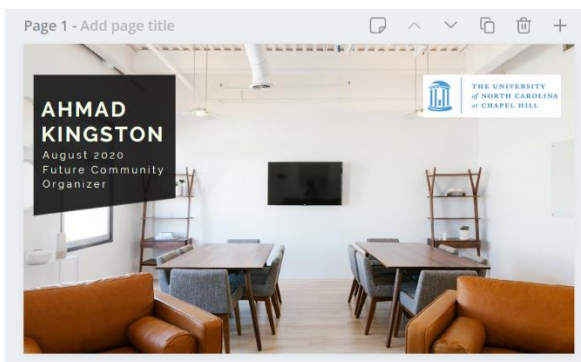 Page 1 - Add page title
AHMAD
KINGSTON
August 2020
Future Community
Organizer
THE UNIVERSITY
of NORTH CAROLINA
at CHAPEL HILL